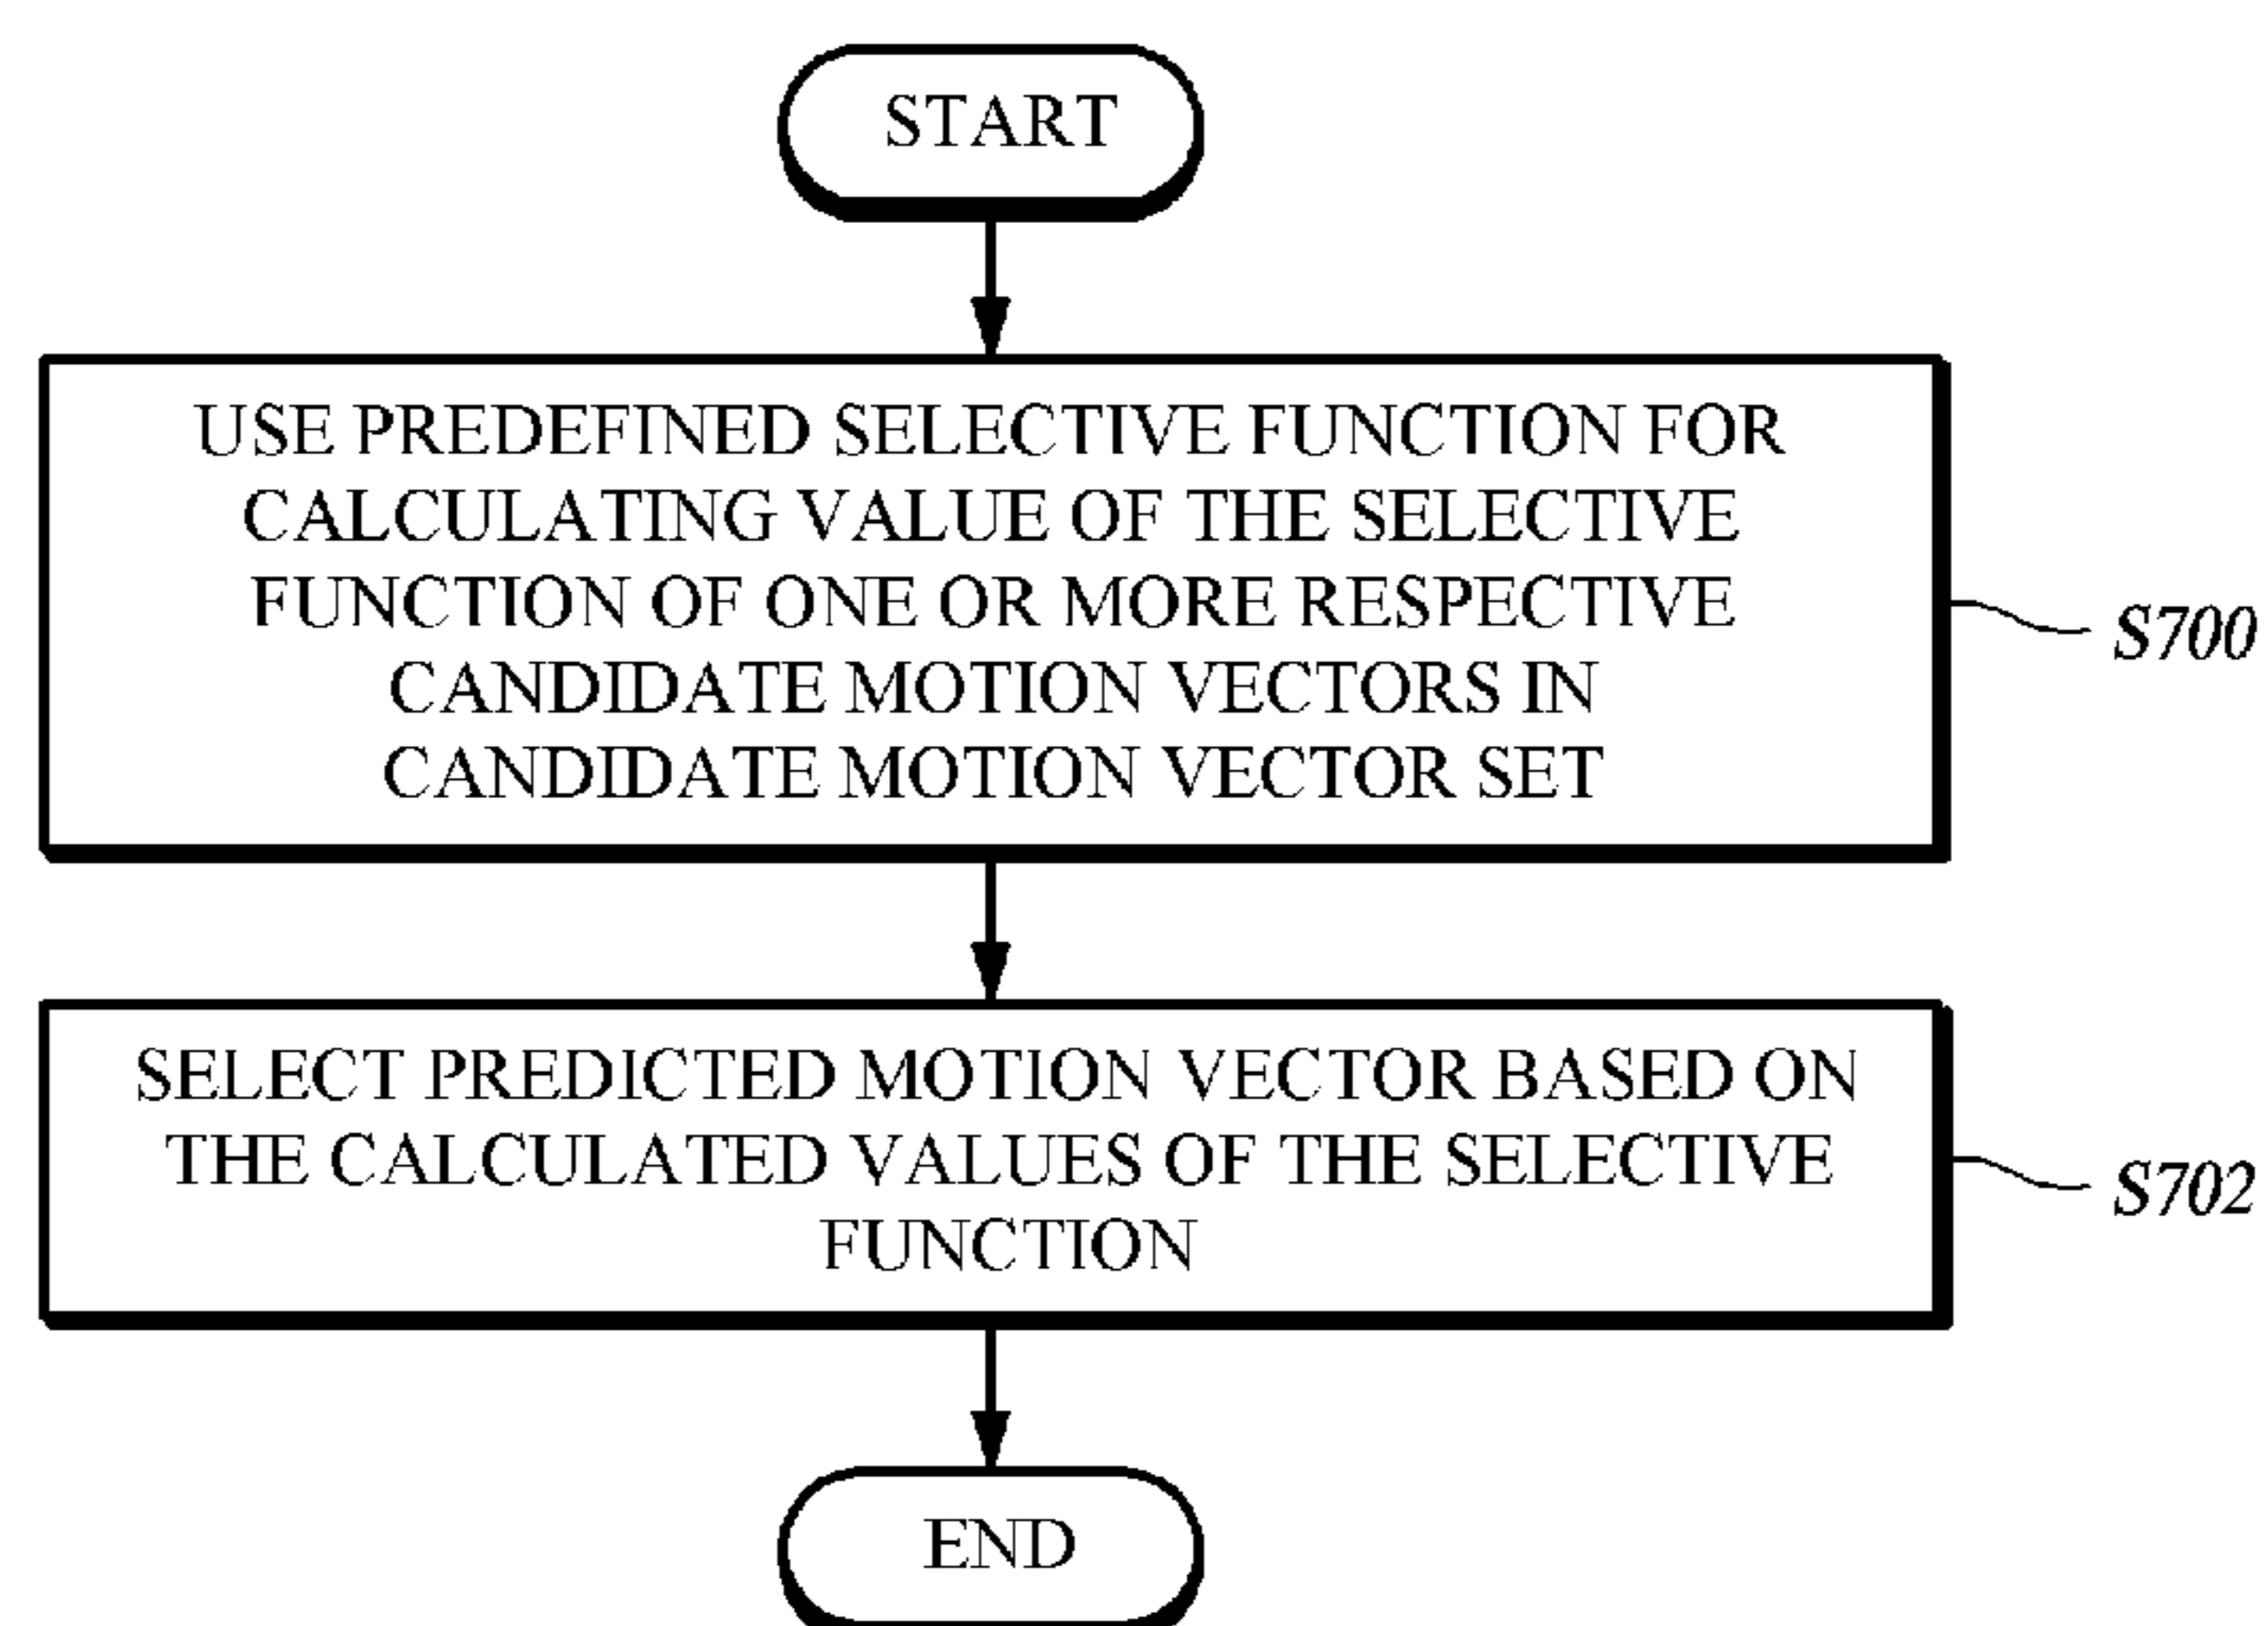 START
USE PREDEFINED SELECTIVE FUNCTION FOR
CALCULATING VALUE OF THE SELECTIVE
FUNCTION OF ONE OR MORE RESPECTIVE
CANDIDATE MOTION VECTORS IN
CANDIDATE MOTION VECTOR SET
S700
SELECT PREDICTED MOTION VECTOR BASED ON
THE CALCULATED VALUES OF THE SELECTIVE
FUNCTION
S702
END